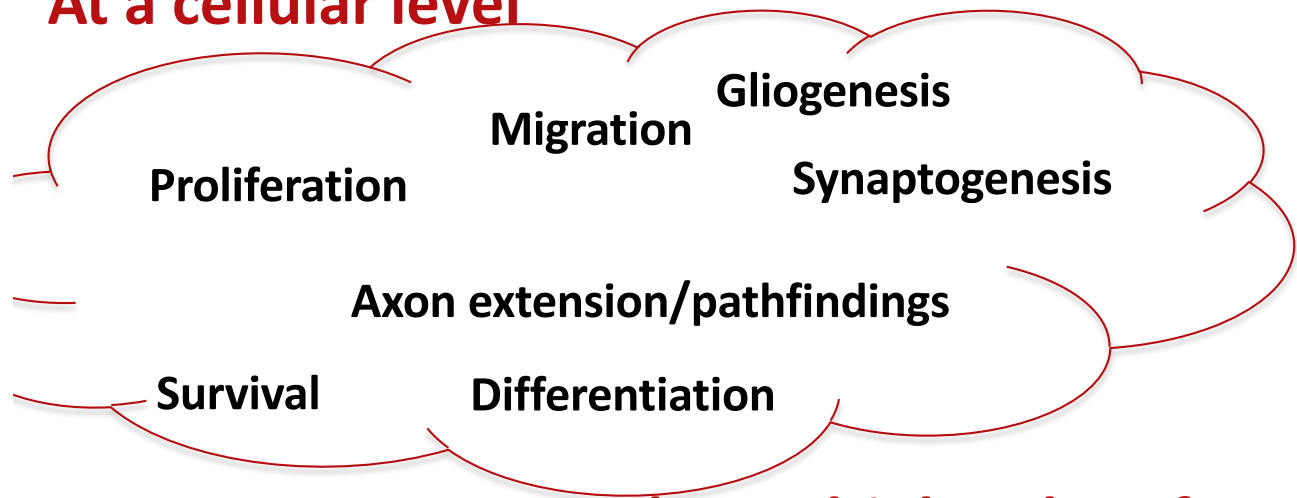 At a cellular level
Gliogenesis
Migration
Synaptogenesis
Proliferation
Axon extension/pathfindings
Survival
Differentiation